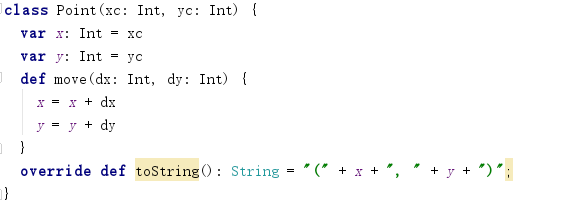 class Point(xc: Int, yc: Int) {
  var x: Int = xc
  var y: Int = yc
  def move(dx: Int, dy: Int) {
    x = x + dx
    y = y + dy
  }
  override def toString(): String = "(" + x + ", " + y + ")";
}